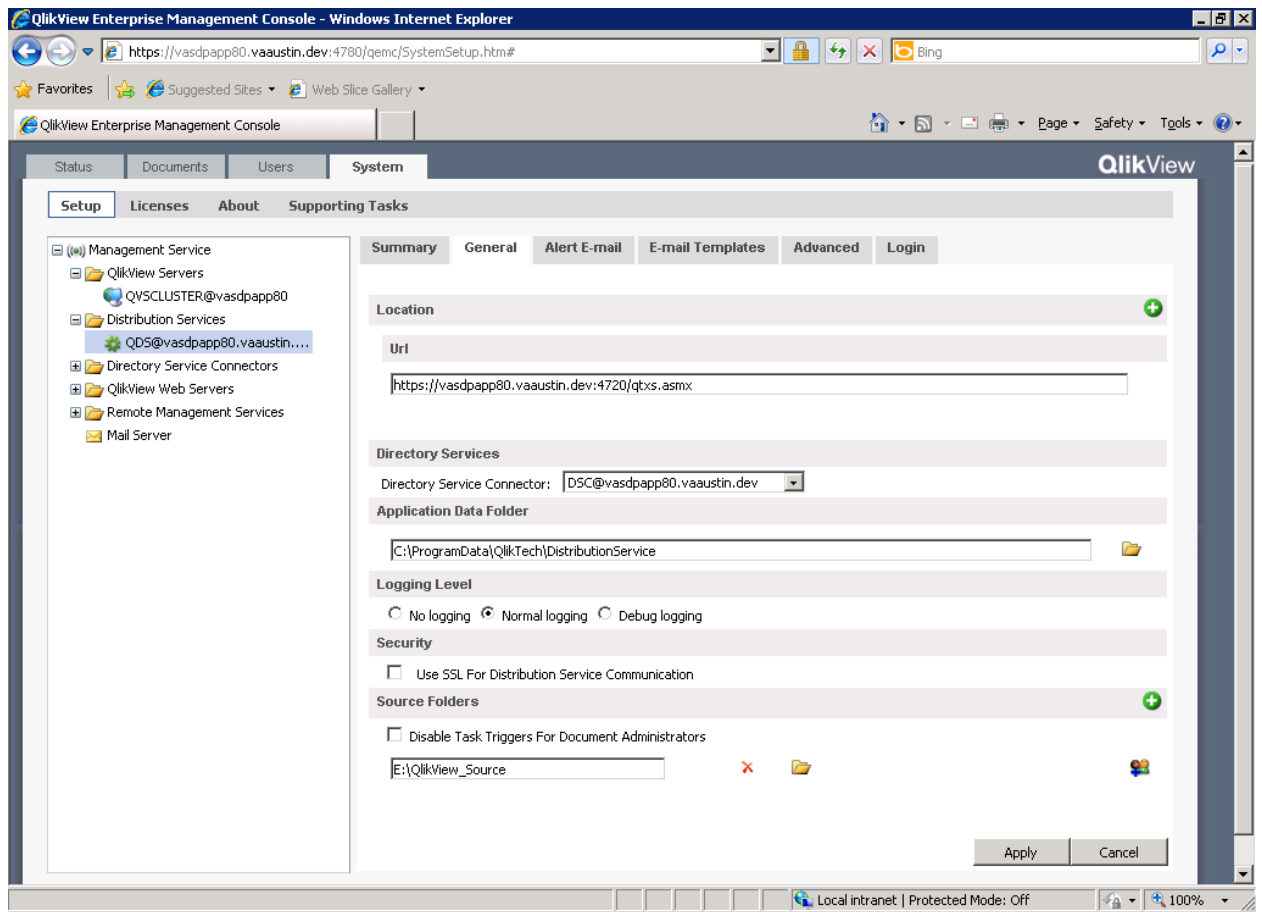 QlikView Enterprise Management Console - Windows Internet Explorer
https://vasdpapp80.vaaustin.dev:4780/qemc/SystemSetup.htm#
Bing
Favorites Suggested Sites Web Slice Gallery
QlikView Enterprise Management Console
Page Safety Tools
Status Documents Users System
QlikView
Setup Licenses About Supporting Tasks
Management Service
QlikView Servers
QVSCLUSTER@vasdpapp80
Distribution Services
QDS@vasdpapp80.vaaustin....
Directory Service Connectors
QlikView Web Servers
Remote Management Services
Mail Server
Summary General Alert E-mail E-mail Templates Advanced Login
Location
Url
https://vasdpapp80.vaaustin.dev:4720/qtxs.asmx
Directory Services
Directory Service Connector: DSC@vasdpapp80.vaaustin.dev
Application Data Folder
C:\ProgramData\QlikTech\DistributionService
Logging Level
No logging Normal logging Debug logging
Security
Use SSL For Distribution Service Communication
Source Folders
Disable Task Triggers For Document Administrators
E:\QlikView_Source
Apply Cancel
Local intranet | Protected Mode: Off
100%